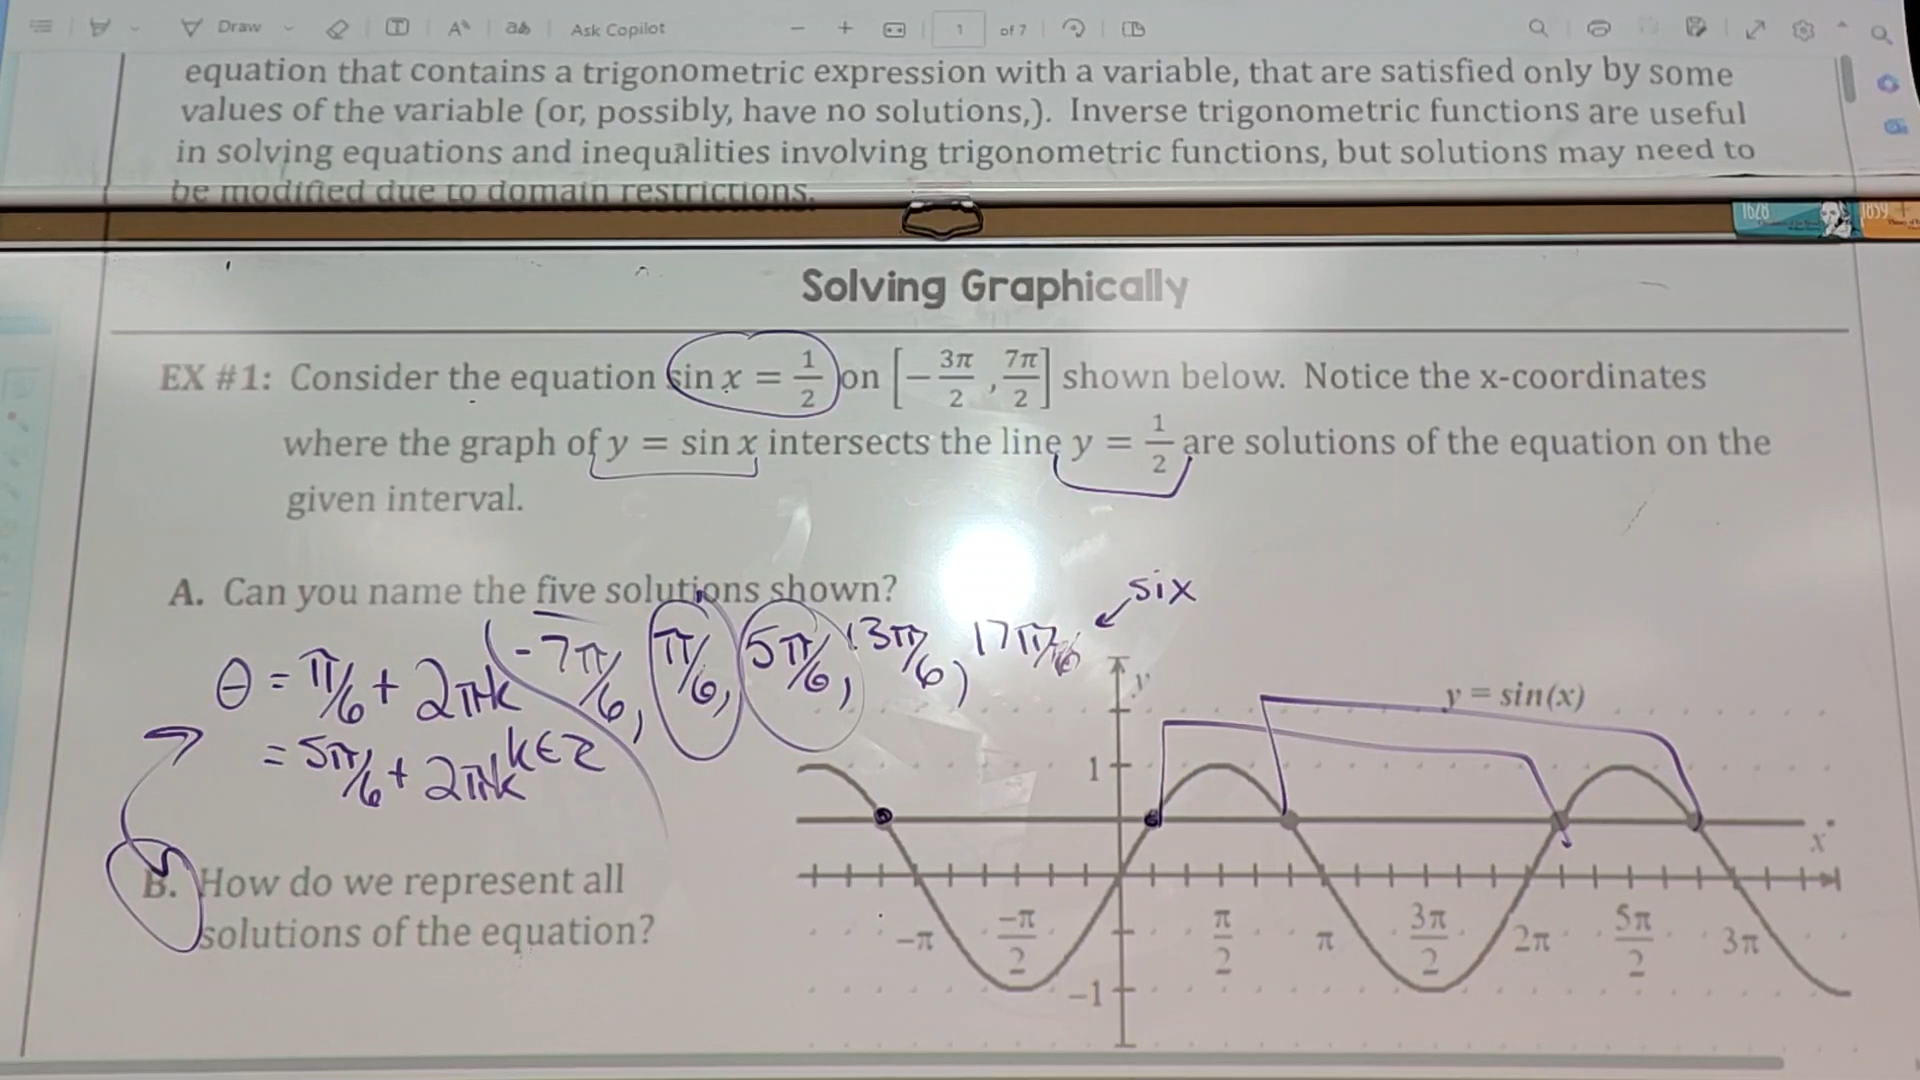 Draw
Ask Copilot
1 of 7
equation that contains a trigonometric expression with a variable, that are satisfied only by some
values of the variable (or, possibly, have no solutions,). Inverse trigonometric functions are useful
in solving equations and inequalities involving trigonometric functions, but solutions may need to
be modified due to domain restrictions.
1628
1859
Solving Graphically
EX #1: Consider the equation sin x = 1/2 on [-3π/2, 7π/2] shown below. Notice the x-coordinates
where the graph of y = sin x intersects the line y = 1/2 are solutions of the equation on the
given interval.
A. Can you name the five solutions shown?
six
-7π/6, π/6, 5π/6, 13π/6, 17π/6
θ = π/6 + 2πk
= 5π/6 + 2πk k∈Z
B. How do we represent all
solutions of the equation?
y
y = sin(x)
1
x
-π -π/2 π/2 π 3π/2 2π 5π/2 3π
-1